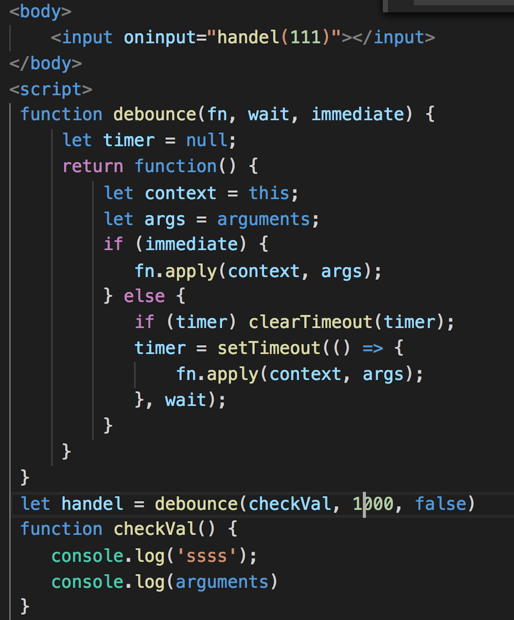 <body>
    <input oninput="handel(111)"></input>
</body>
<script>
 function debounce(fn, wait, immediate) {
     let timer = null;
     return function() {
         let context = this;
         let args = arguments;
         if (immediate) {
            fn.apply(context, args);
         } else {
            if (timer) clearTimeout(timer);
            timer = setTimeout(() => {
                fn.apply(context, args);
            }, wait);
         }
     }
 }
 let handel = debounce(checkVal, 1000, false)
 function checkVal() {
    console.log('ssss');
    console.log(arguments)
 }